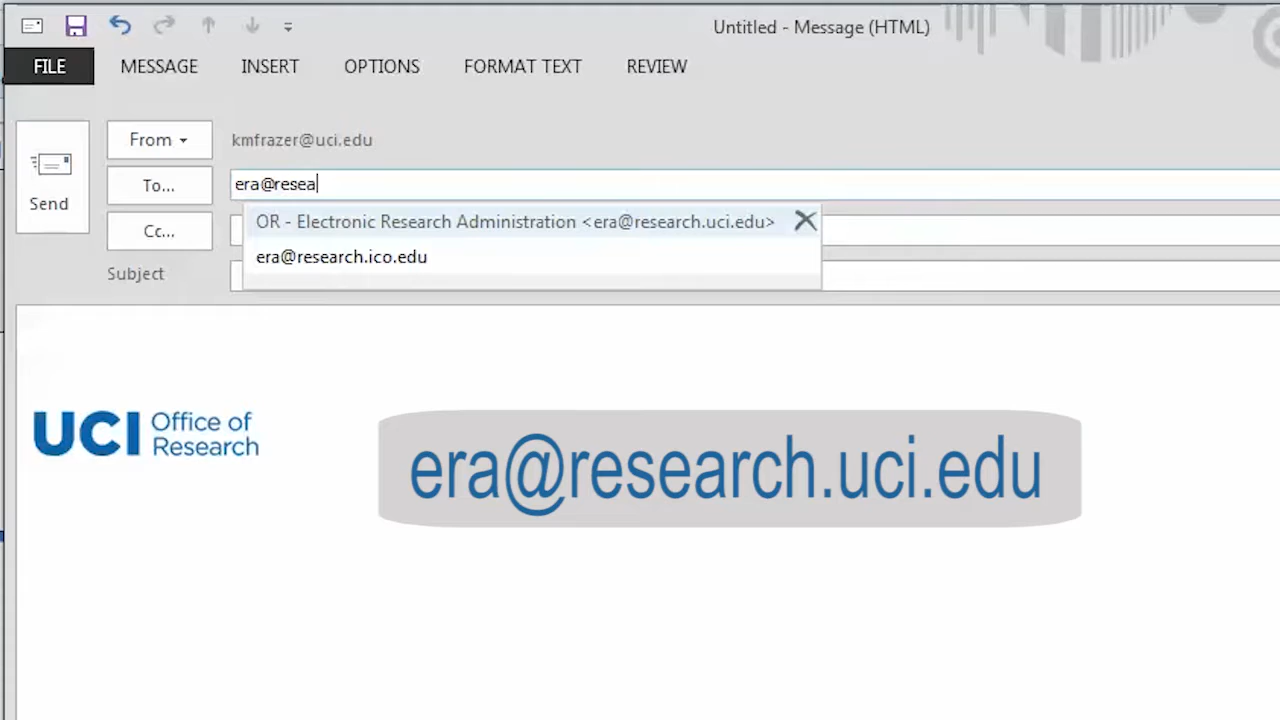 Untitled - Message (HTML)
FILE MESSAGE INSERT OPTIONS FORMAT TEXT REVIEW
From kmfrazer@uci.edu
To... era@resea
Send
OR - Electronic Research Administration <era@research.uci.edu>
Cc...
era@research.ico.edu
Subject
UCI Office of
Research
era@research.uci.edu